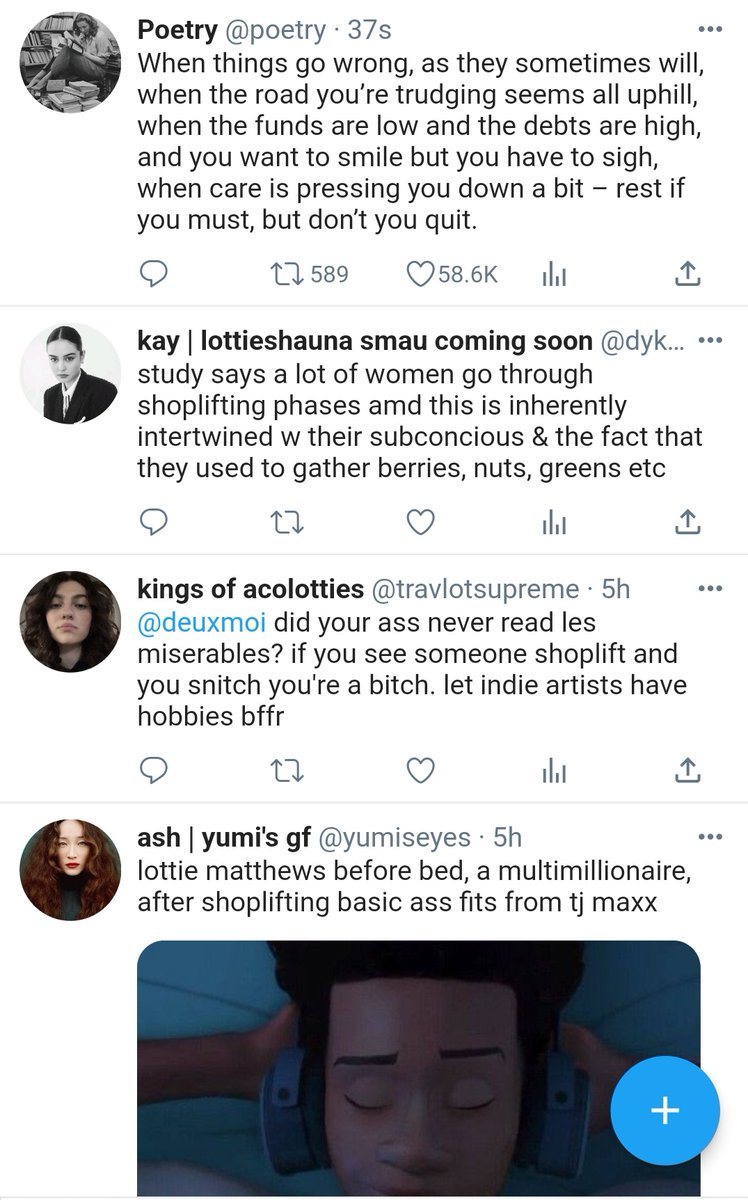 Poetry @poetry · 37s
When things go wrong, as they sometimes will,
when the road you’re trudging seems all uphill,
when the funds are low and the debts are high,
and you want to smile but you have to sigh,
when care is pressing you down a bit – rest if
you must, but don’t you quit.
589 58.6K
kay | lottieshauna smau coming soon @dyk...
study says a lot of women go through
shoplifting phases amd this is inherently
intertwined w their subconcious & the fact that
they used to gather berries, nuts, greens etc
kings of acolotties @travlotsupreme · 5h
@deuxmoi did your ass never read les
miserables? if you see someone shoplift and
you snitch you're a bitch. let indie artists have
hobbies bffr
ash | yumi's gf @yumiseyes · 5h
lottie matthews before bed, a multimillionaire,
after shoplifting basic ass fits from tj maxx